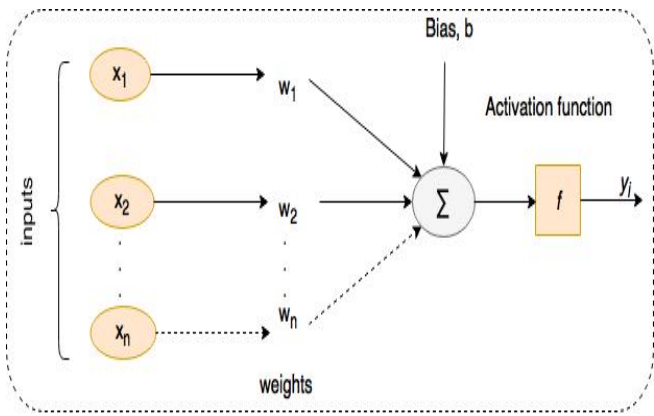 Bias, b
x1
w1
Activation function
inputs
x2
w2
Σ
f
yi
xn
wn
weights